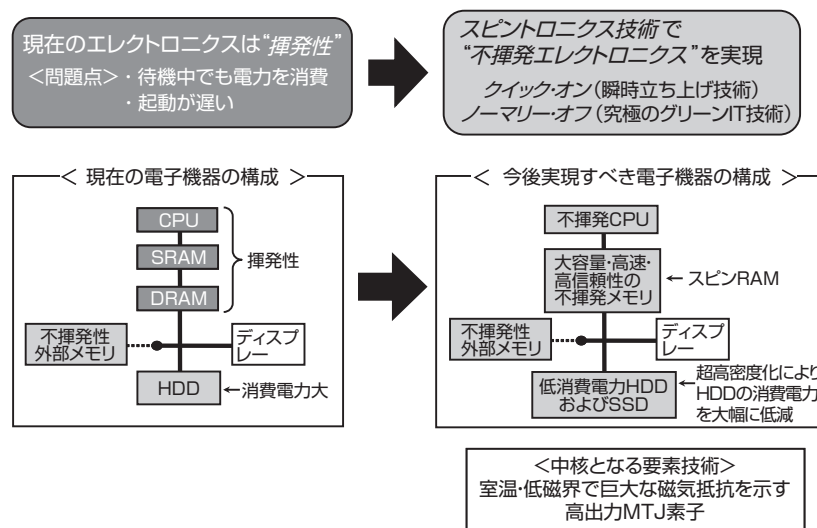 現在のエレクトロニクスは“揮発性”
<問題点>・待機中でも電力を消費
・起動が遅い
スピントロニクス技術で
“不揮発エレクトロニクス”を実現
クイック・オン(瞬時立ち上げ技術)
ノーマリー・オフ(究極のグリーンIT技術)
< 現在の電子機器の構成 >
CPU
SRAM
DRAM
揮発性
不揮発性
外部メモリ
ディスプ
レー
HDD
←消費電力大
< 今後実現すべき電子機器の構成 >
不揮発CPU
大容量・高速・
高信頼性の
不揮発メモリ
← スピンRAM
不揮発性
外部メモリ
ディスプ
レー
低消費電力HDD
およびSSD
←超高密度化により
HDDの消費電力
を大幅に低減
<中核となる要素技術>
室温・低磁界で巨大な磁気抵抗を示す
高出力MTJ素子